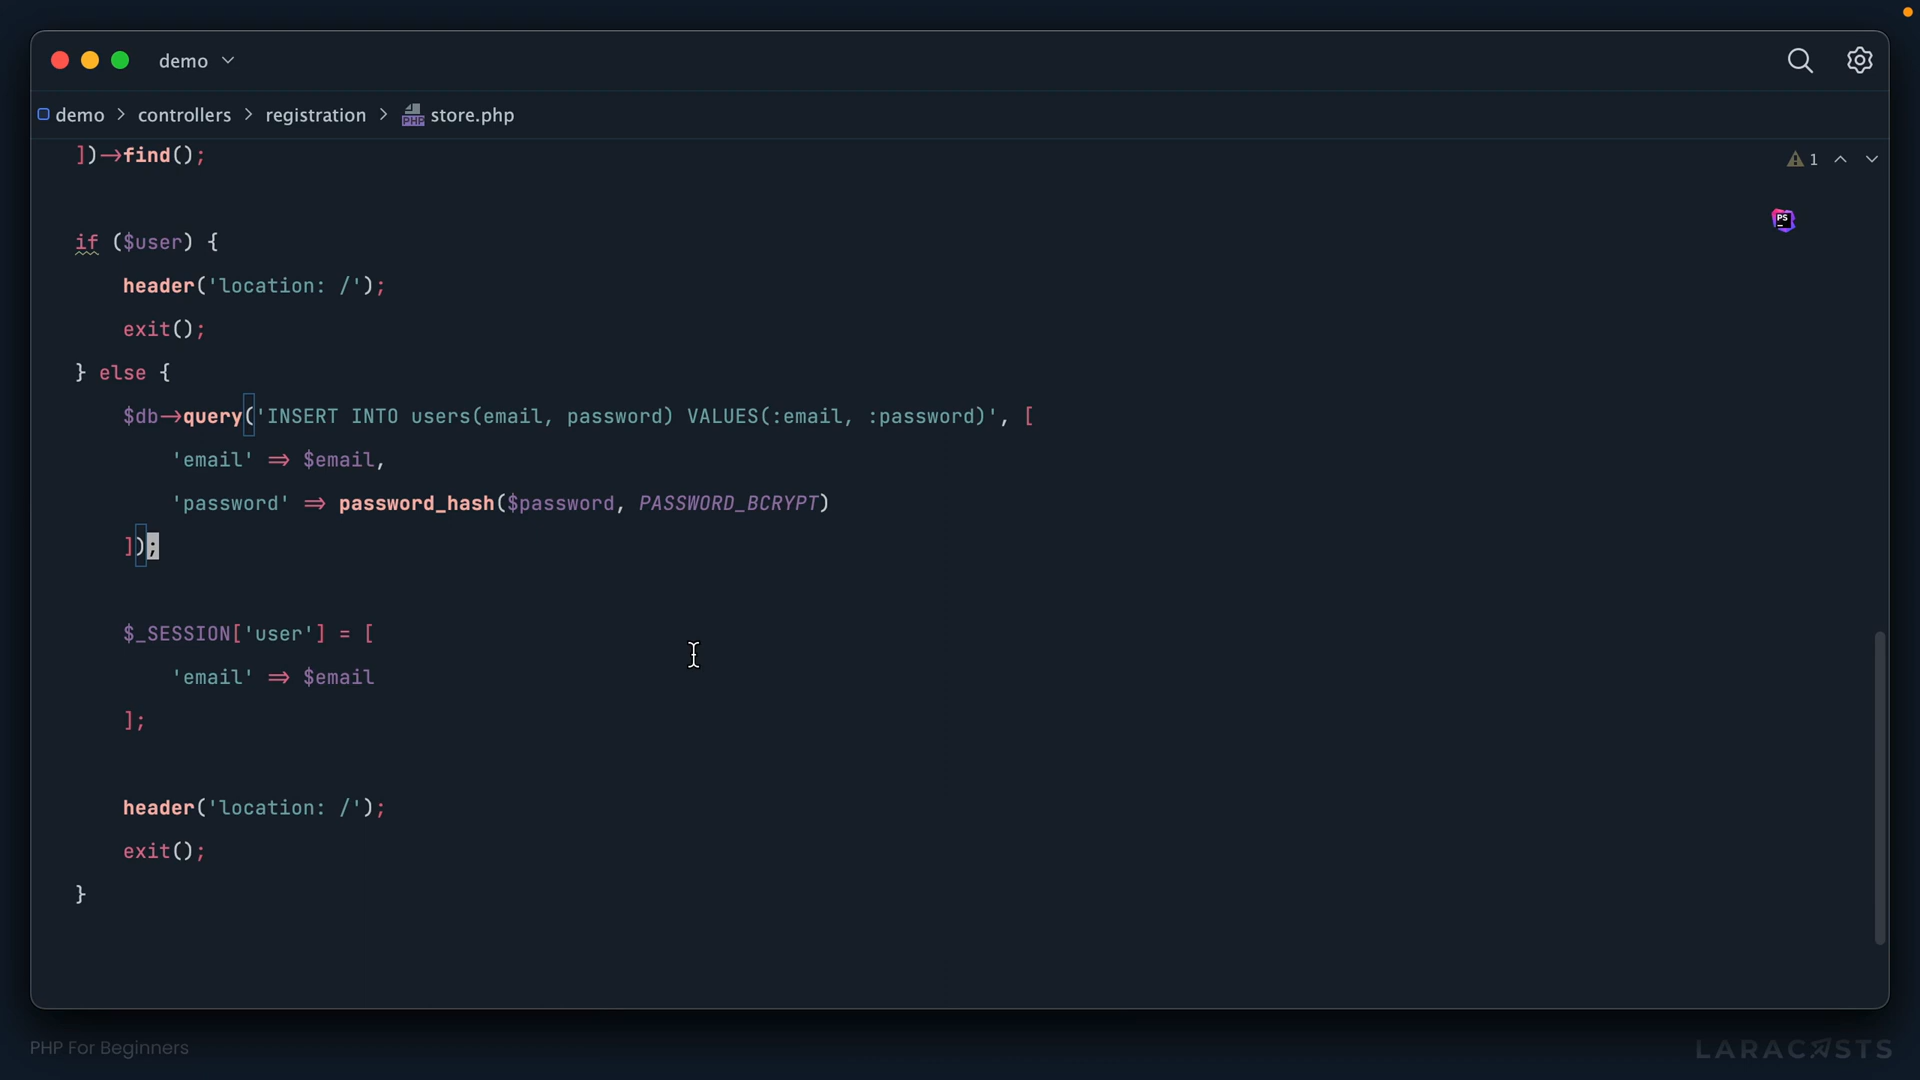 demo
demo > controllers > registration > PHP store.php
])->find();
1
PS
if ($user) {
    header('location: /');
    exit();
} else {
    $db->query('INSERT INTO users(email, password) VALUES(:email, :password)', [
        'email' => $email,
        'password' => password_hash($password, PASSWORD_BCRYPT)
    ]);
    $_SESSION['user'] = [
        'email' => $email
    ];
    header('location: /');
    exit();
}
PHP For Beginners
LARACASTS